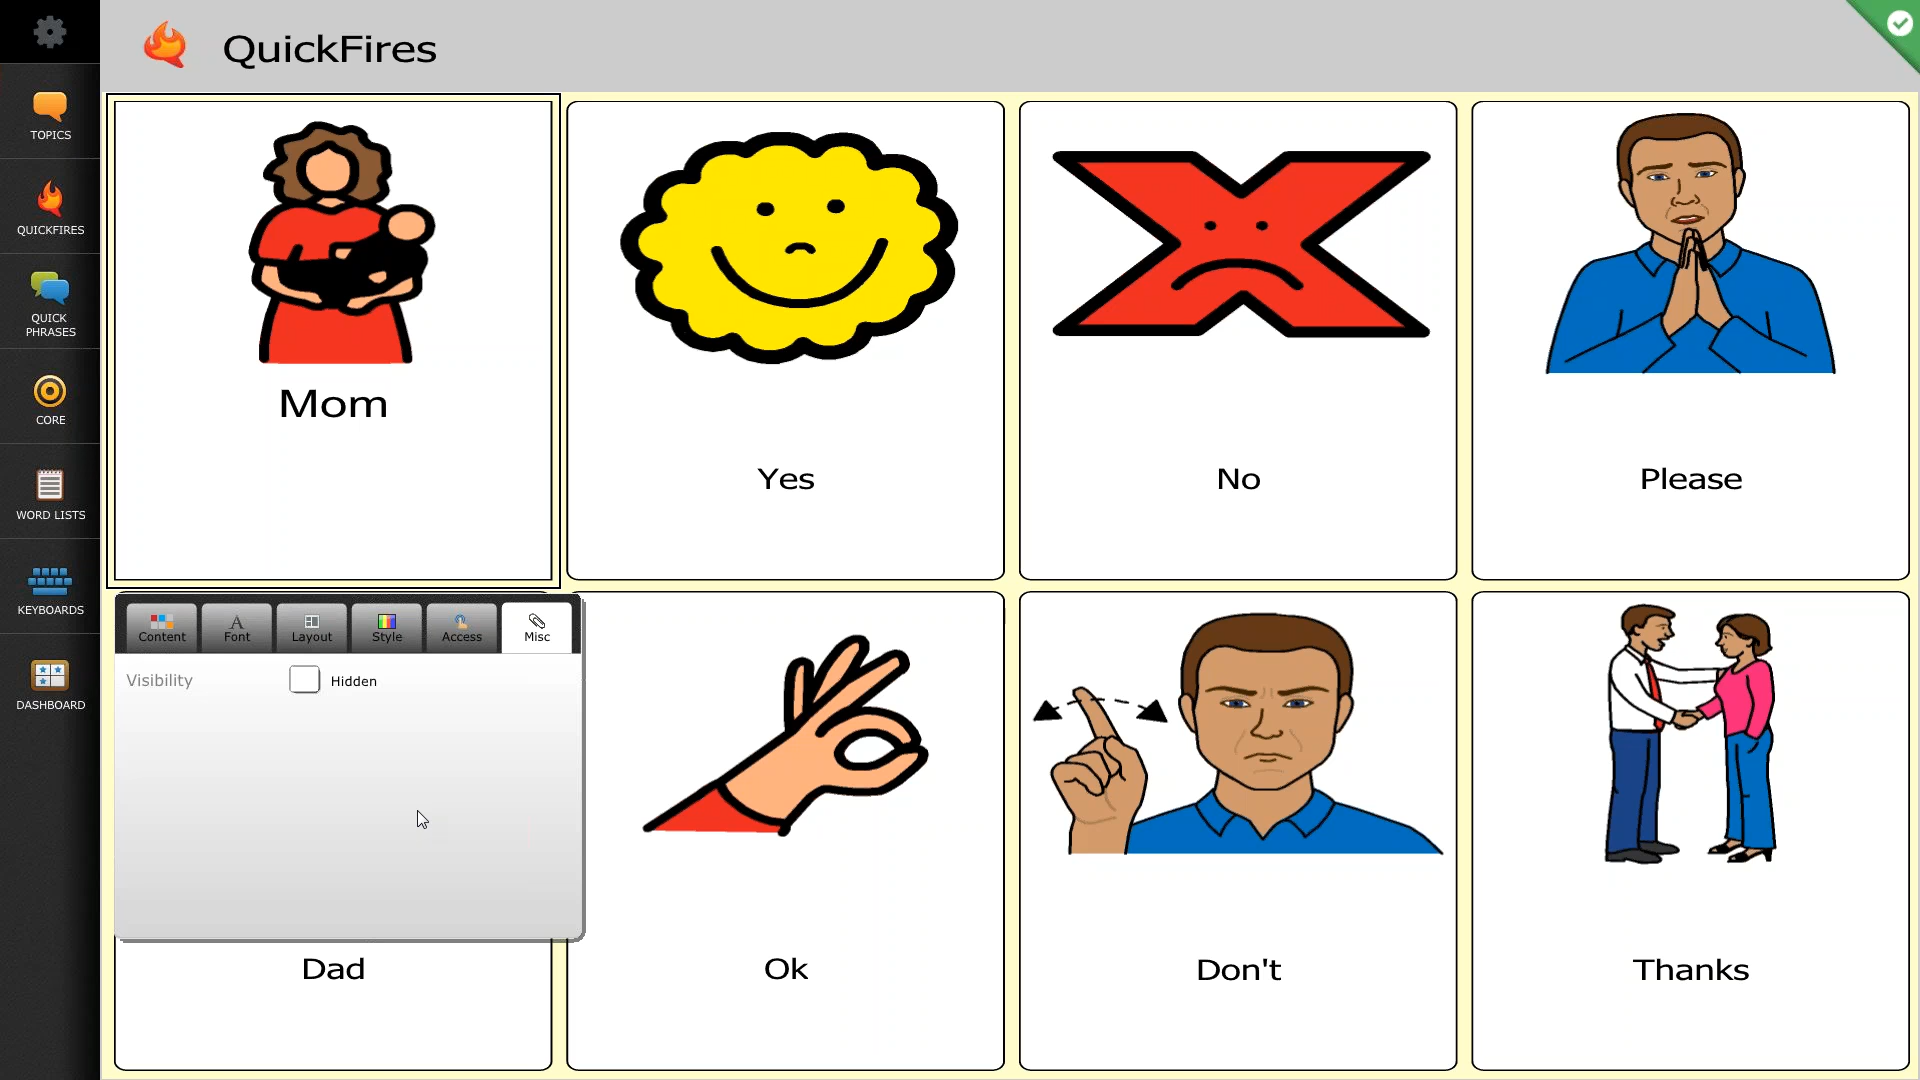 QuickFires
TOPICS
QUICKFIRES
QUICK
PHRASES
CORE
WORD LISTS
KEYBOARDS
DASHBOARD
Mom
Yes
No
Please
Content
Font
Layout
Style
Access
Misc
Visibility
Hidden
Dad
Ok
Don't
Thanks